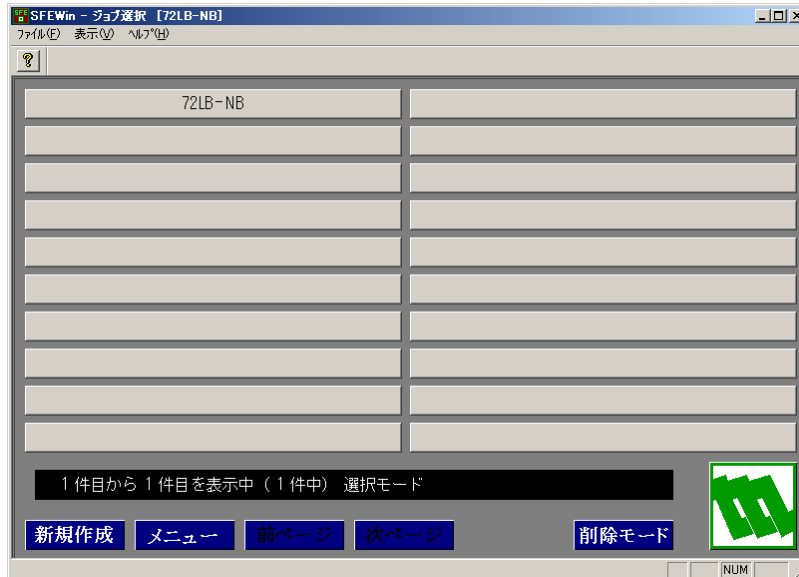 SFEWin - ジョブ選択 [72LB-NB]
ファイル(F) 表示(V) ヘルプ(H)
72LB-NB
1件目から 1件目を表示中 ( 1件中) 選択モード
新規作成 メニュー 前ページ 次ページ 削除モード
NUM